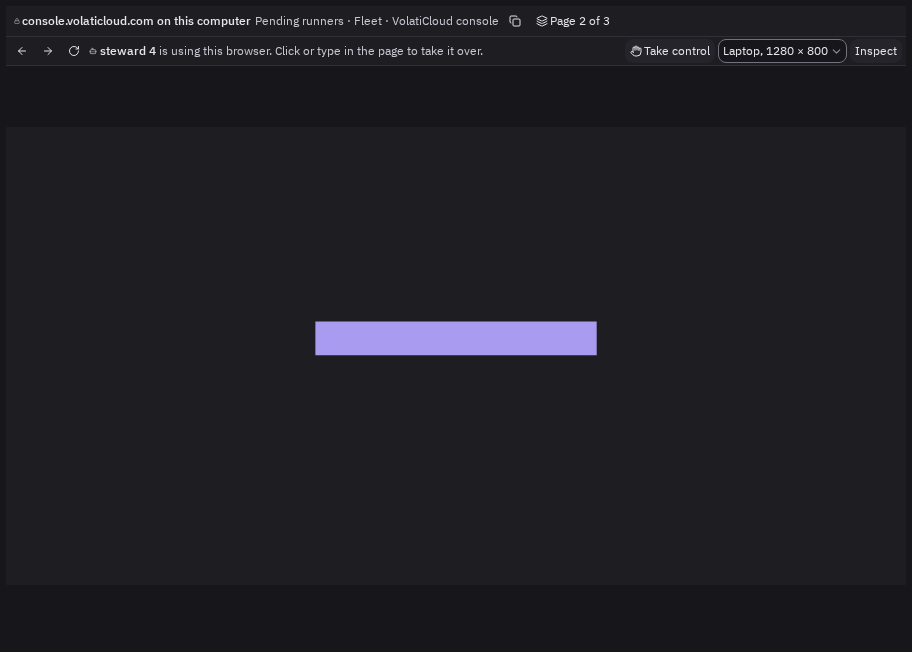 console.volaticloud.com on this computer Pending runners · Fleet · VolatiCloud console Page 2 of 3
steward 4 is using this browser. Click or type in the page to take it over. Take control Laptop, 1280 × 800 Inspect